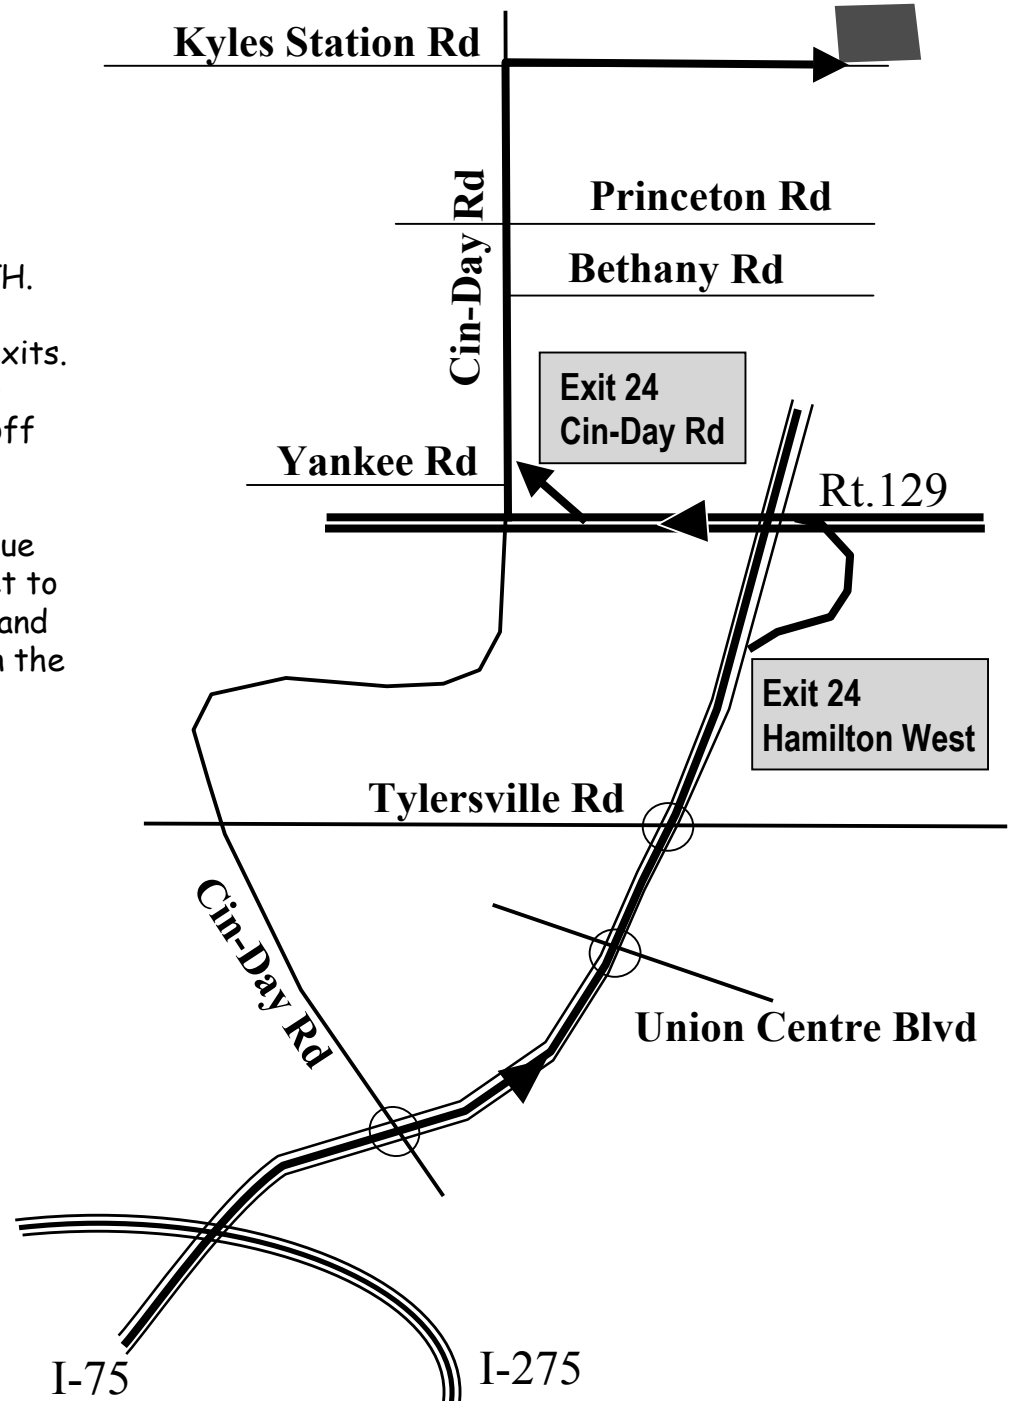 Kyles Station Rd
Princeton Rd
Cin-Day Rd
Bethany Rd
TH.
xits.
off
ue
t to
and
n the
Exit 24
Cin-Day Rd
Yankee Rd
Rt.129
Exit 24
Hamilton West
Tylersville Rd
Cin-Day Rd
Union Centre Blvd
I-75
I-275